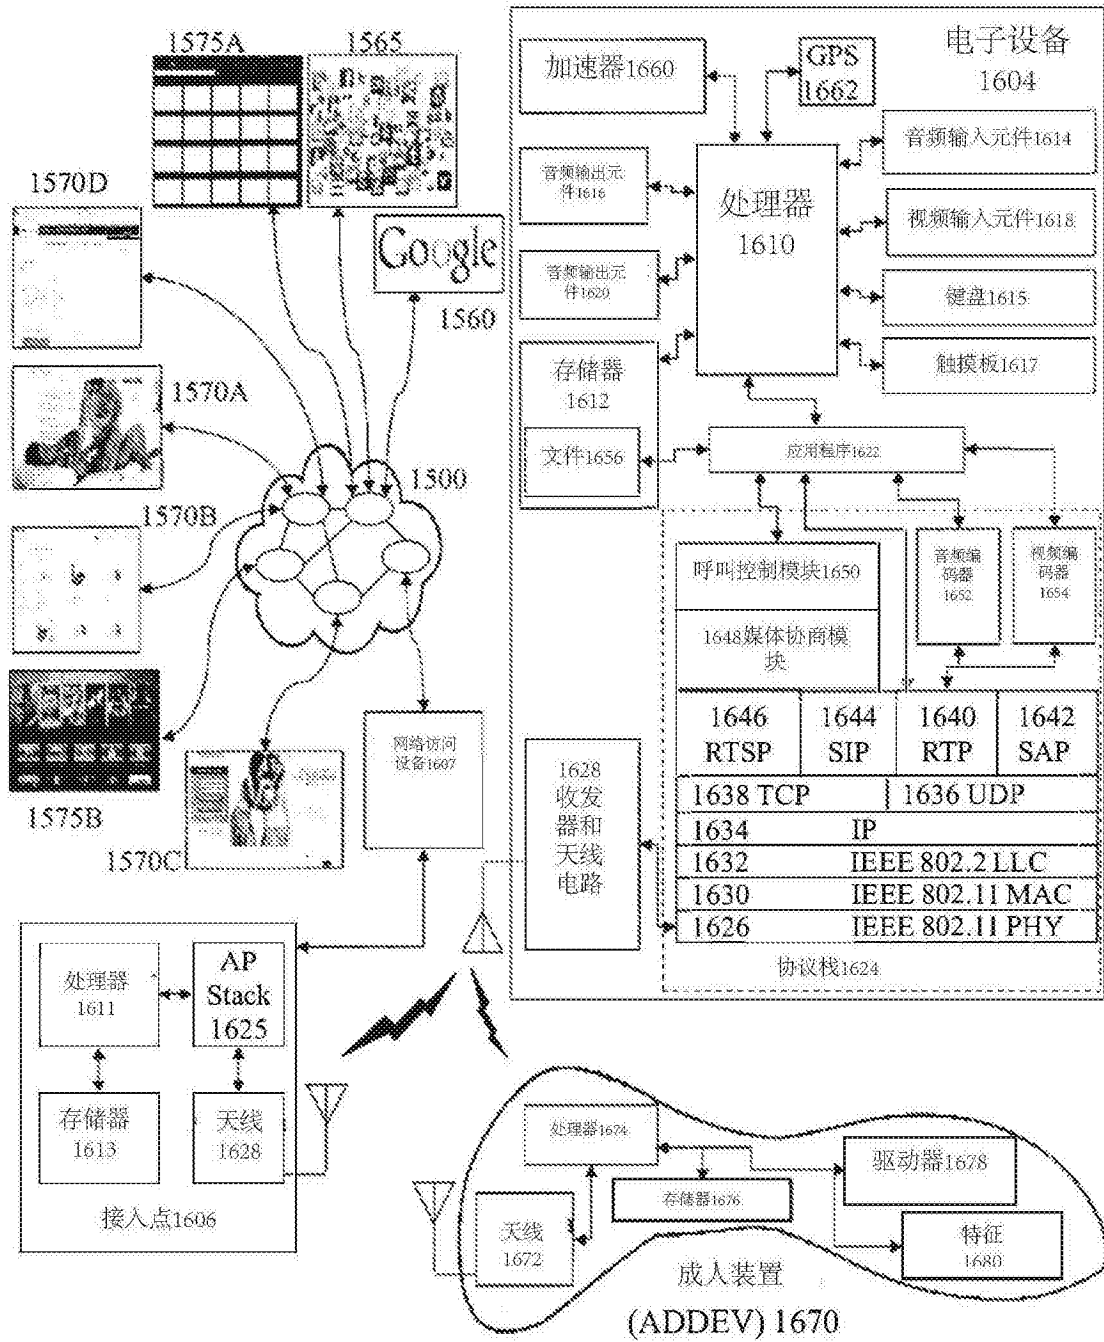 1575A
1565
1570D
Google
1560
1570A
1500
1570B
1575B
1570C
网络访问
设备1607
电子设备
1604
加速器1660
GPS
1662
音频输入元件1614
音频输出元
件1616
处理器
1610
视频输入元件1618
音频输出元
件1620
键盘1615
触摸板1617
存储器
1612
文件1656
应用程序1622
呼叫控制模块1650
音频编
码器
1652
视频编
码器
1654
1648媒体协商模
块
1646
RTSP
1644
SIP
1640
RTP
1642
SAP
1638 TCP
1636 UDP
1634 IP
1632 IEEE 802.2 LLC
1630 IEEE 802.11 MAC
1626 IEEE 802.11 PHY
协议栈1624
1628
收发
器和
天线
电路
处理器
1611
AP
Stack
1625
存储器
1613
天线
1628
接入点1606
处理器1674
驱动器1678
存储器1676
天线
1672
特征
1680
成人装置
(ADDEV) 1670